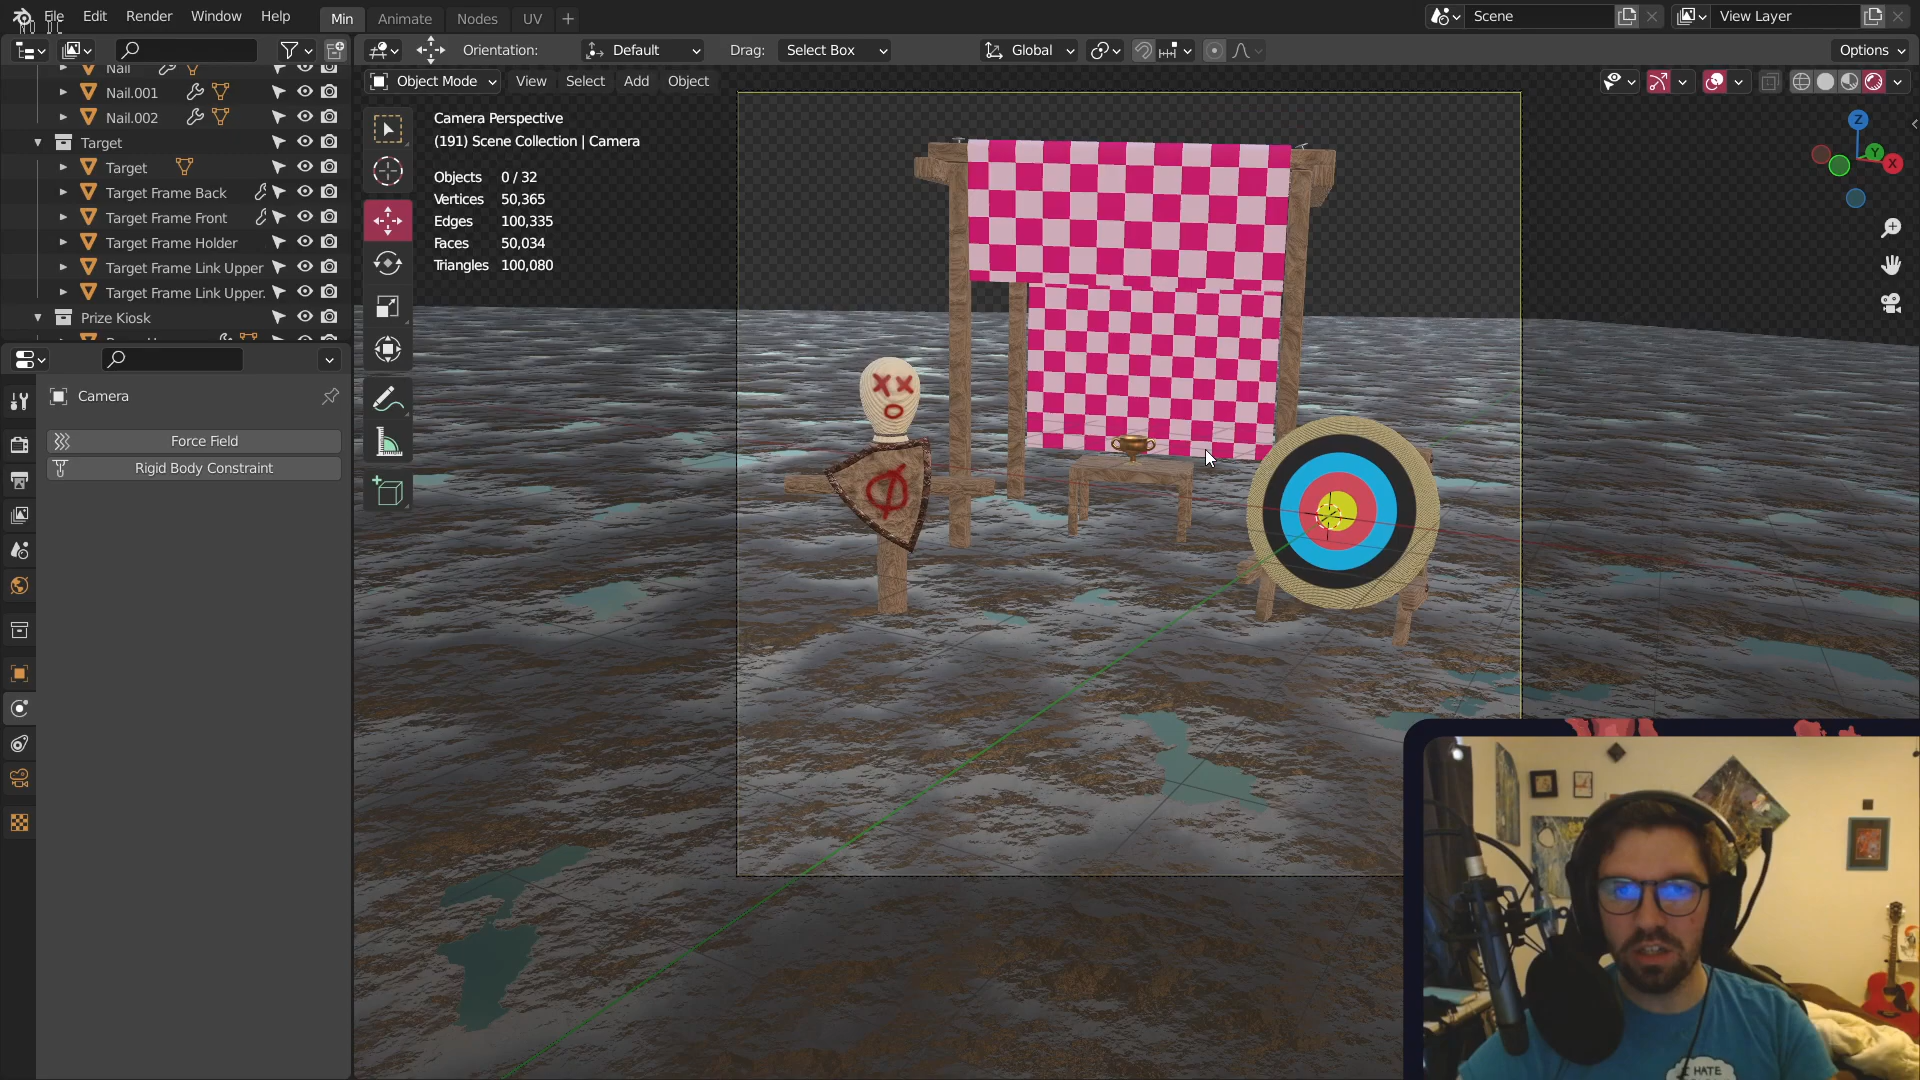 File Edit Render Window Help
Min Animate Nodes UV +
Scene
View Layer
Orientation: Default Drag: Select Box Global Options
Object Mode View Select Add Object
Nail
Nail.001
Nail.002
Target
Target
Target Frame Back
Target Frame Front
Target Frame Holder
Target Frame Link Upper
Target Frame Link Upper.
Prize Kiosk
Camera
Force Field
Rigid Body Constraint
Camera Perspective
(191) Scene Collection | Camera
Objects 0 / 32
Vertices 50,365
Edges 100,335
Faces 50,034
Triangles 100,080
Z
Y
X
I HATE